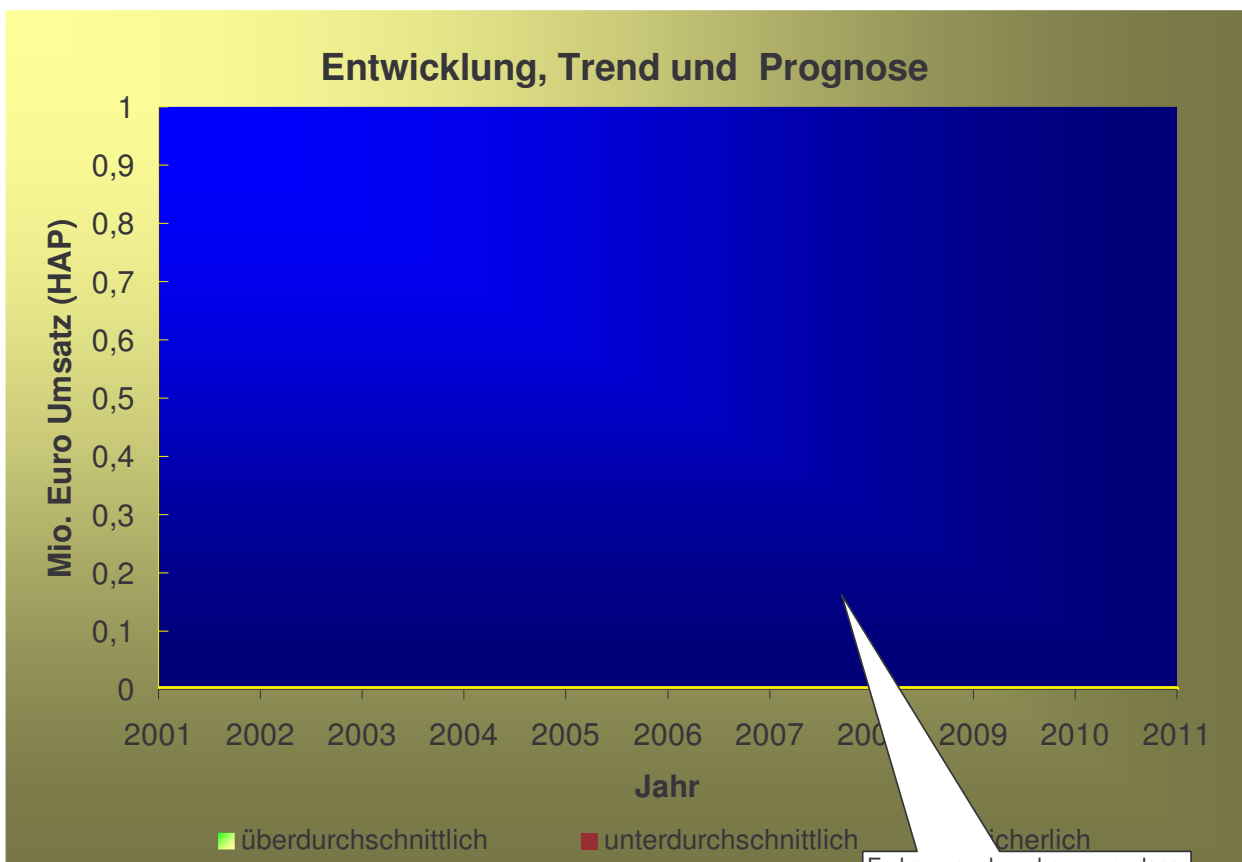 Entwicklung, Trend und Prognose
1
0,9
0,8
0,7
0,6
0,5
0,4
0,3
0,2
0,1
0
Mio. Euro Umsatz (HAP)
2001 2002 2003 2004 2005 2006 2007 2009 2010 2011
Jahr
überdurchschnittlich unterdurchschnittlich